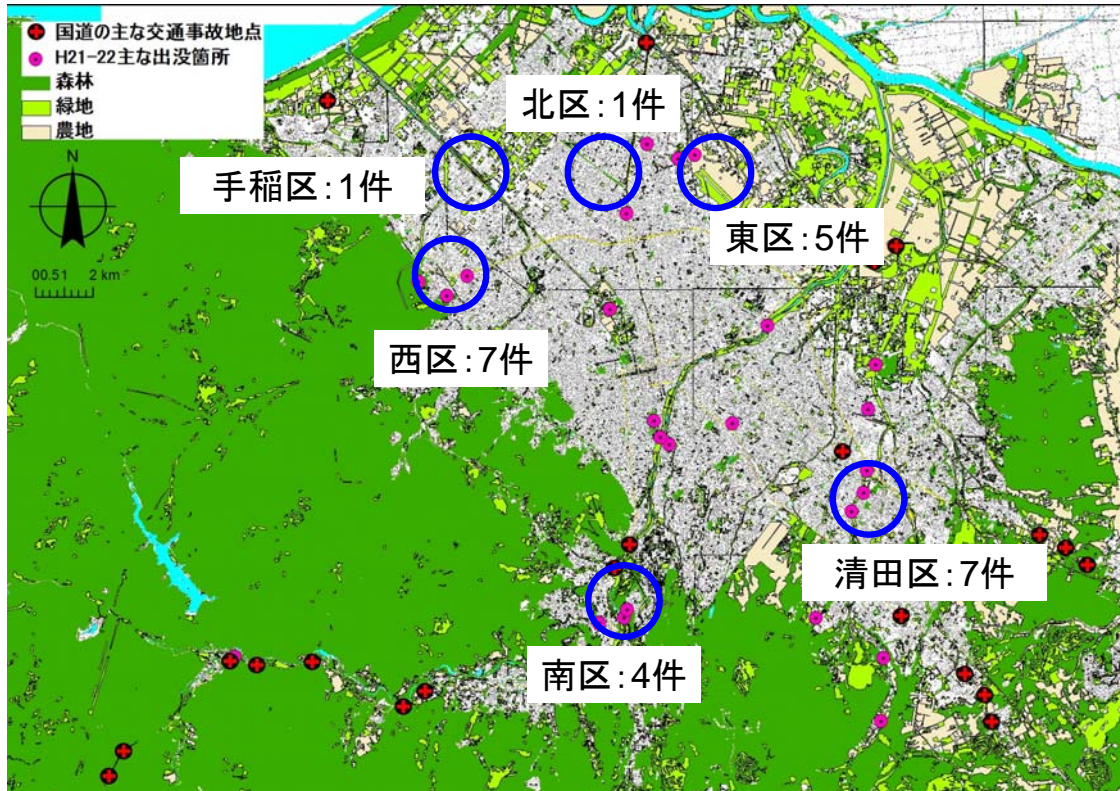 国道の主な交通事故地点
H21-22主な出没箇所
森林
緑地
農地
N
00.51 2 km
北区:1件
手稲区:1件
東区:5件
西区:7件
清田区:7件
南区:4件